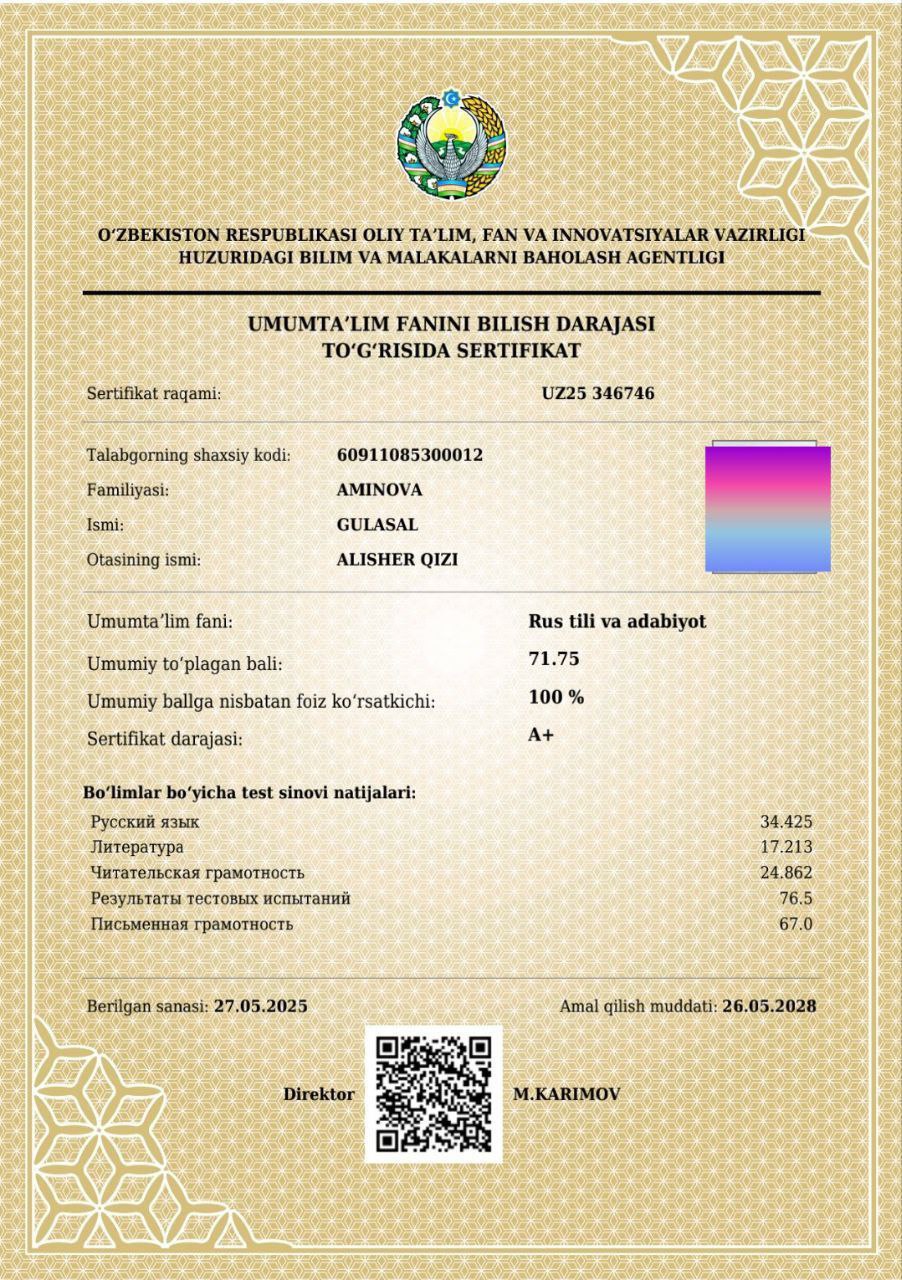 O‘ZBEKISTON RESPUBLIKASI OLIY TA’LIM, FAN VA INNOVATSIYALAR VAZIRLIGI
HUZURIDAGI BILIM VA MALAKALARNI BAHOLASH AGENTLIGI
UMUMTA’LIM FANINI BILISH DARAJASI
TO‘G‘RISIDA SERTIFIKAT
Sertifikat raqami: UZ25 346746
Talabgorning shaxsiy kodi: 60911085300012
Familiyasi: AMINOVA
Ismi: GULASAL
Otasining ismi: ALISHER QIZI
Umumta’lim fani: Rus tili va adabiyot
Umumiy to‘plagan bali: 71.75
Umumiy ballga nisbatan foiz ko‘rsatkichi: 100 %
Sertifikat darajasi: A+
Bo‘limlar bo‘yicha test sinovi natijalari:
Русский язык 34.425
Литература 17.213
Читательская грамотность 24.862
Результаты тестовых испытаний 76.5
Письменная грамотность 67.0
Berilgan sanasi: 27.05.2025 Amal qilish muddati: 26.05.2028
Direktor M.KARIMOV